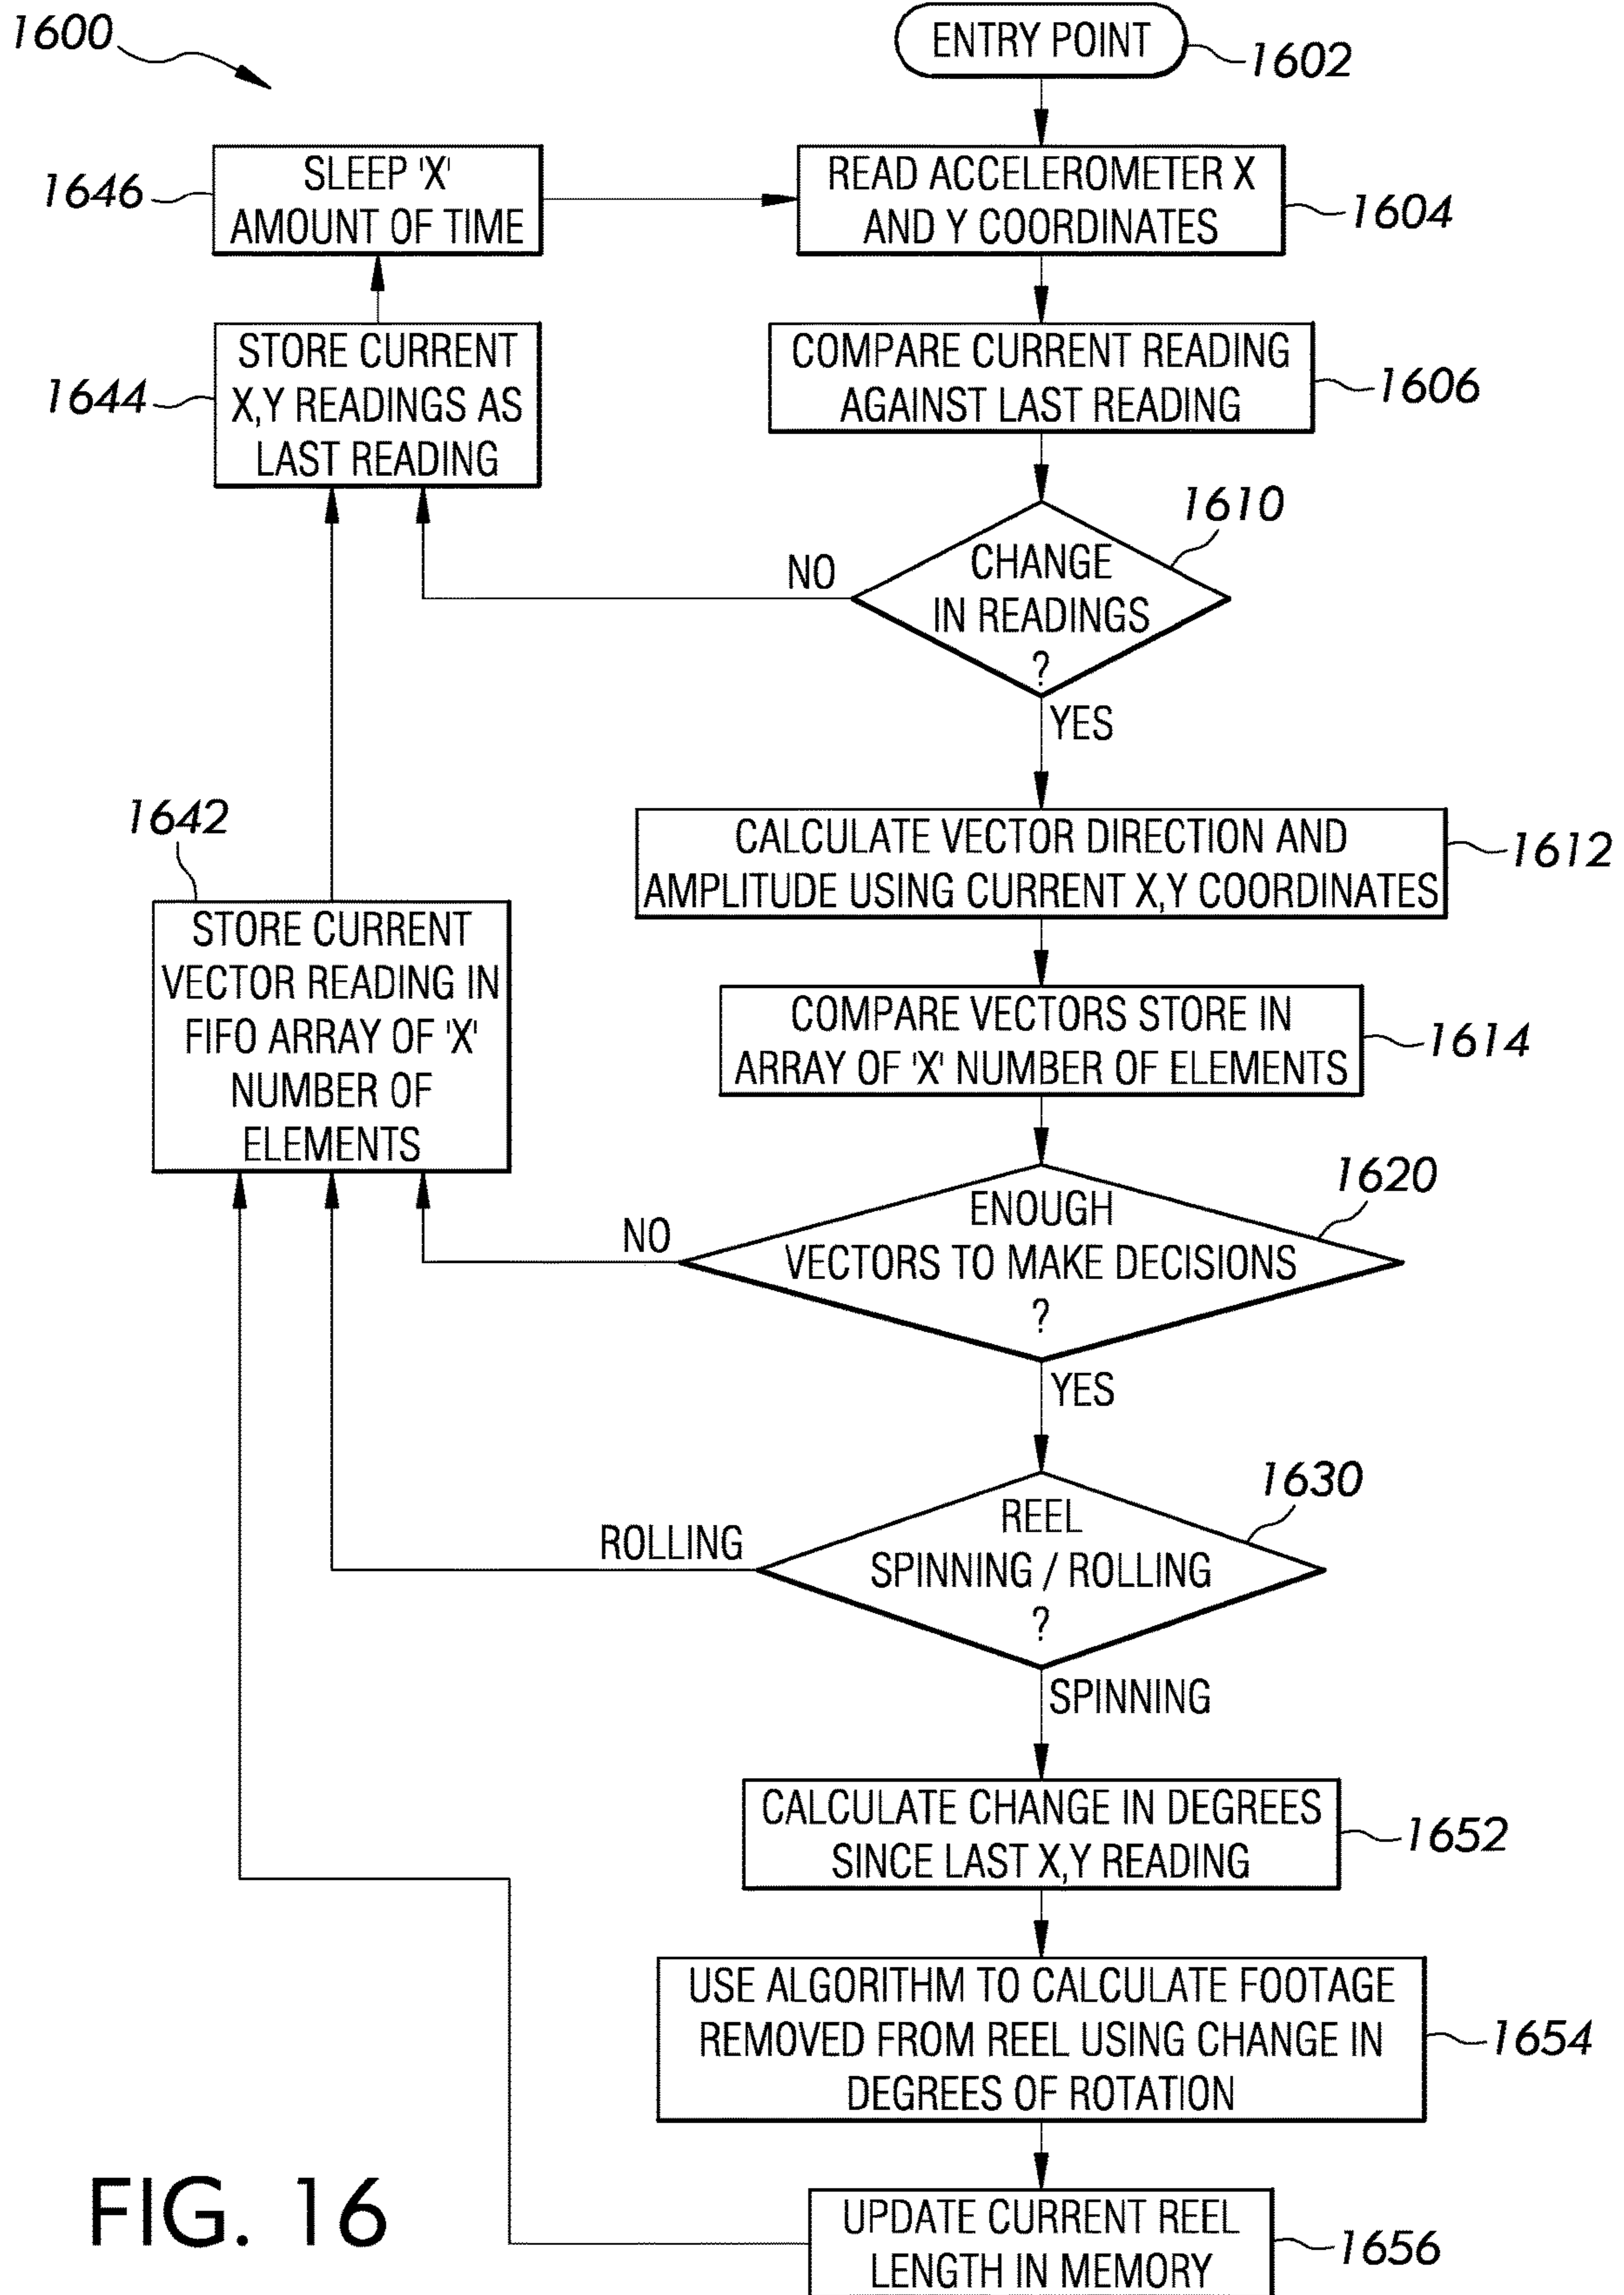 1600
ENTRY POINT
1602
SLEEP 'X'
AMOUNT OF TIME
1646
READ ACCELEROMETER X
AND Y COORDINATES
1604
STORE CURRENT
X,Y READINGS AS
LAST READING
1644
COMPARE CURRENT READING
AGAINST LAST READING
1606
1610
CHANGE
IN READINGS
?
NO
YES
CALCULATE VECTOR DIRECTION AND
AMPLITUDE USING CURRENT X,Y COORDINATES
1612
1642
STORE CURRENT
VECTOR READING IN
FIFO ARRAY OF 'X'
NUMBER OF
ELEMENTS
COMPARE VECTORS STORE IN
ARRAY OF 'X' NUMBER OF ELEMENTS
1614
1620
ENOUGH
VECTORS TO MAKE DECISIONS
?
NO
YES
1630
REEL
SPINNING / ROLLING
?
ROLLING
SPINNING
CALCULATE CHANGE IN DEGREES
SINCE LAST X,Y READING
1652
USE ALGORITHM TO CALCULATE FOOTAGE
REMOVED FROM REEL USING CHANGE IN
DEGREES OF ROTATION
1654
UPDATE CURRENT REEL
LENGTH IN MEMORY
1656
FIG. 16